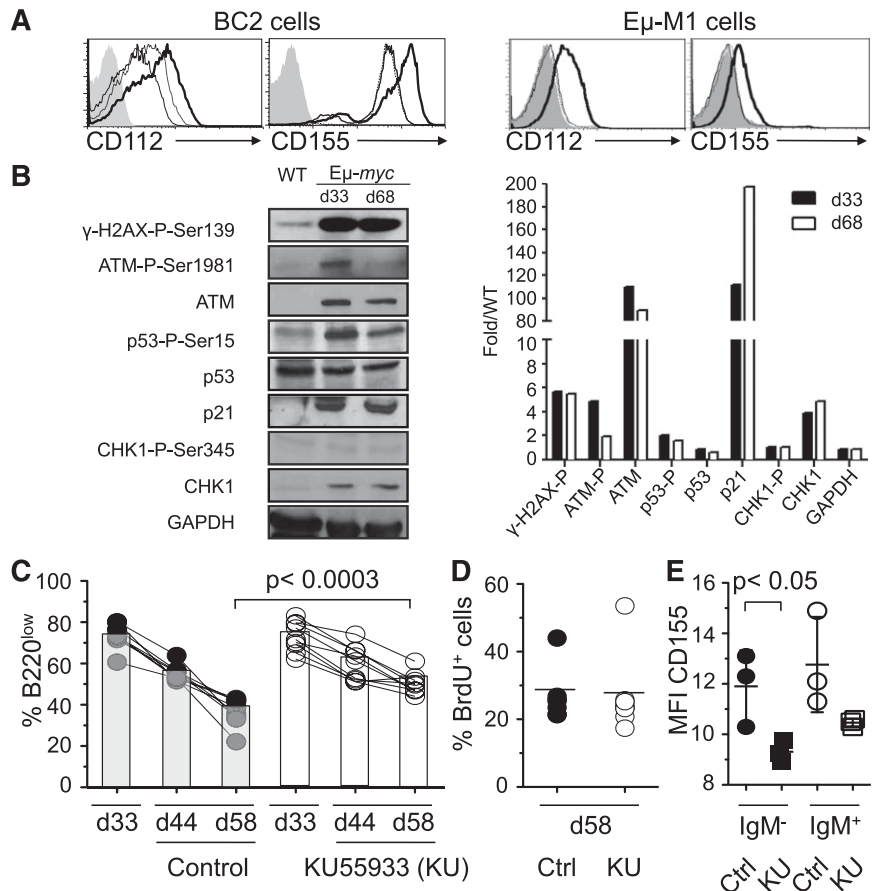 A
BC2 cells
Eμ-M1 cells
CD112
CD155
CD112
CD155
B
WT
Eμ-myc
d33
d68
γ-H2AX-P-Ser139
ATM-P-Ser1981
ATM
p53-P-Ser15
p53
p21
CHK1-P-Ser345
CHK1
GAPDH
Fold/WT
200
180
160
140
120
100
80
8
6
4
2
0
d33
d68
γ-H2AX-P
ATM-P
ATM
p53-P
p53
p21
CHK1-P
CHK1
GAPDH
C
% B220low
100
80
60
40
20
0
p< 0.0003
d33
d44
d58
d33
d44
d58
Control
KU55933 (KU)
D
% BrdU+ cells
60
40
20
0
d58
Ctrl
KU
E
MFI CD155
16
14
12
10
8
p< 0.05
IgM-
IgM+
Ctrl
KU
Ctrl
KU